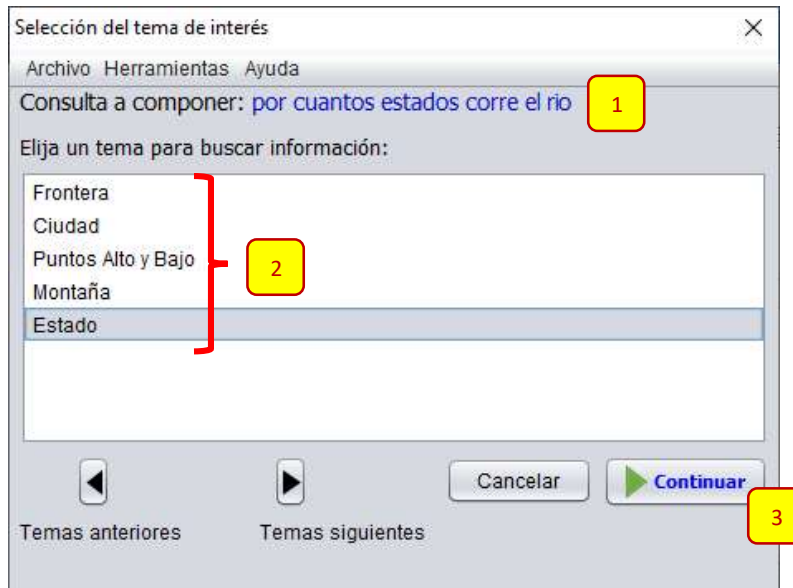 Selección del tema de interés
Archivo Herramientas Ayuda
Consulta a componer: por cuantos estados corre el rio 1
Elija un tema para buscar información:
Frontera
Ciudad
Puntos Alto y Bajo
2
Montaña
Estado
Cancelar Continuar
3
Temas anteriores Temas siguientes